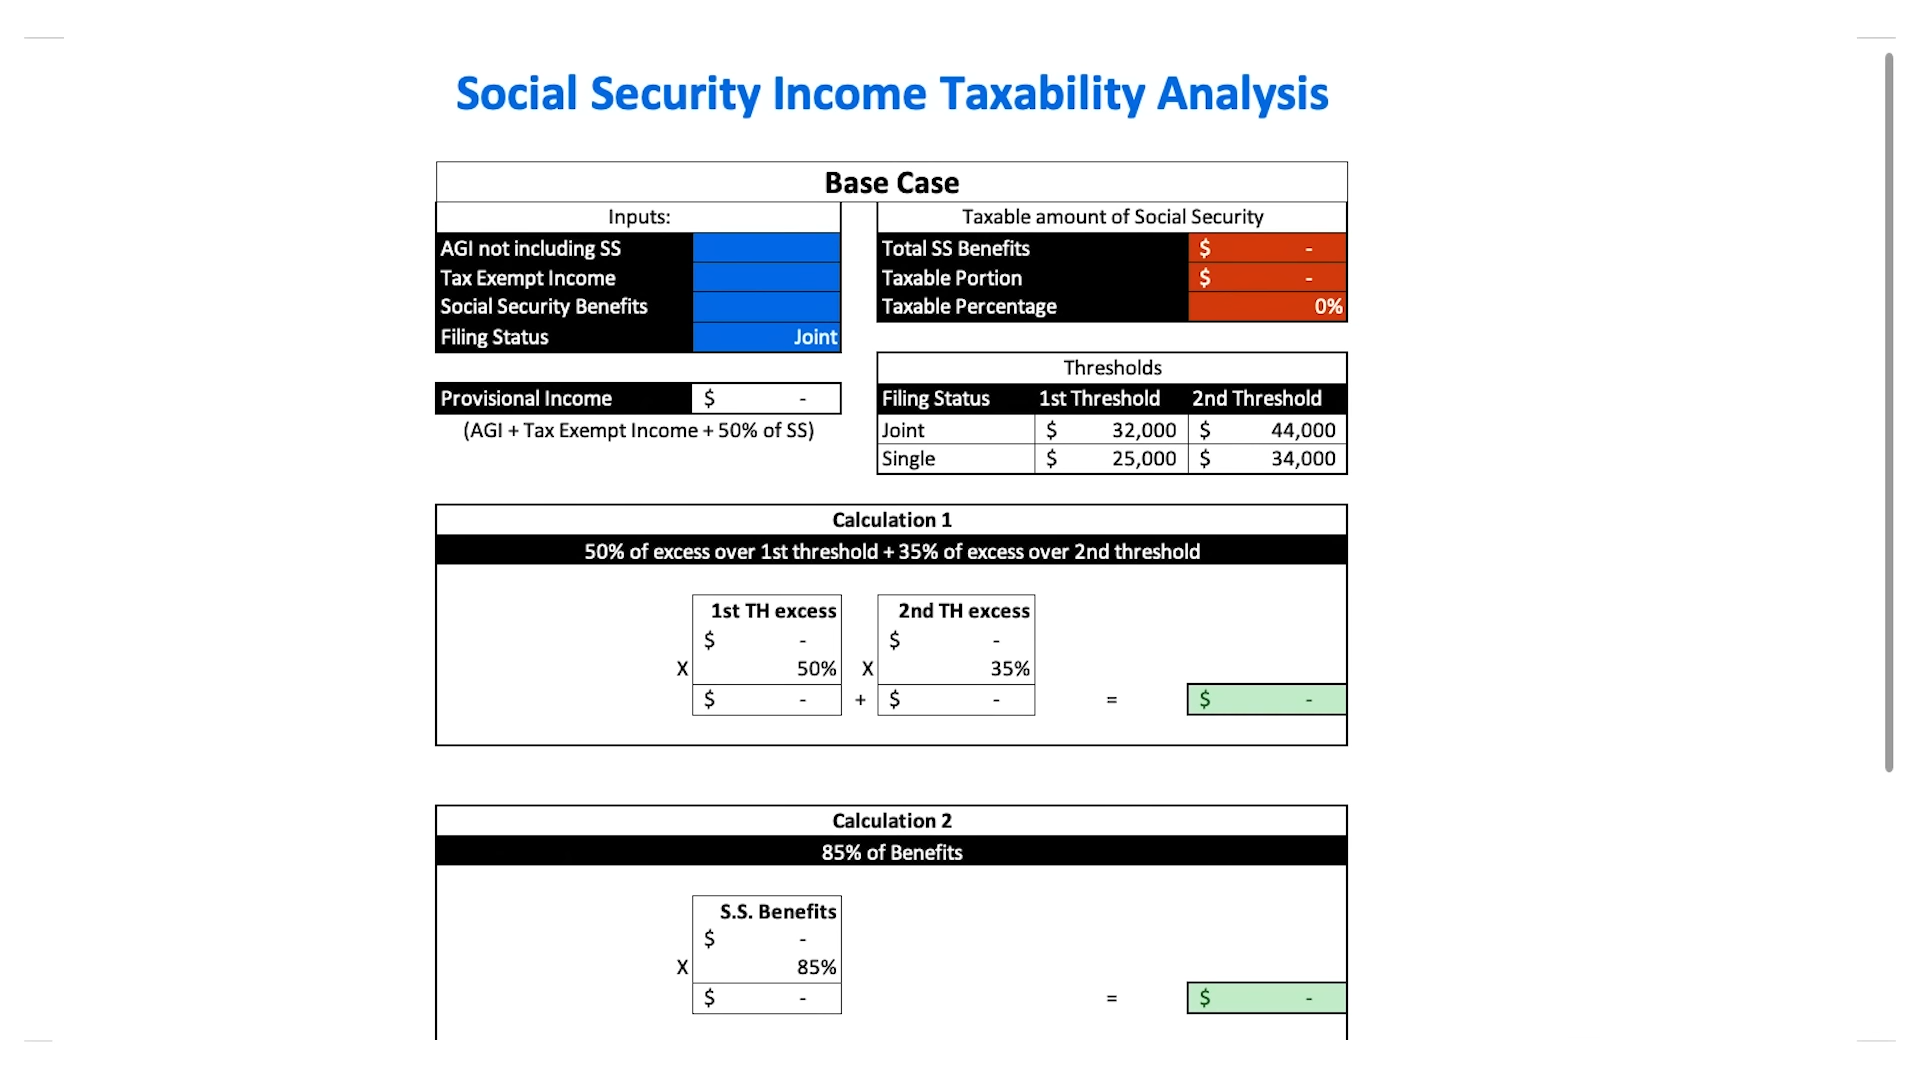 Social Security Income Taxability Analysis
Base Case
Inputs:
AGI not including SS
Tax Exempt Income
Social Security Benefits
Filing Status Joint
Taxable amount of Social Security
Total SS Benefits $ -
Taxable Portion $ -
Taxable Percentage 0%
Provisional Income $ -
(AGI + Tax Exempt Income + 50% of SS)
Thresholds
Filing Status 1st Threshold 2nd Threshold
Joint $ 32,000 $ 44,000
Single $ 25,000 $ 34,000
Calculation 1
50% of excess over 1st threshold + 35% of excess over 2nd threshold
1st TH excess 2nd TH excess
$ - $ -
X 50% X 35%
$ - + $ - = $ -
Calculation 2
85% of Benefits
S.S. Benefits
$ -
X 85%
$ - = $ -